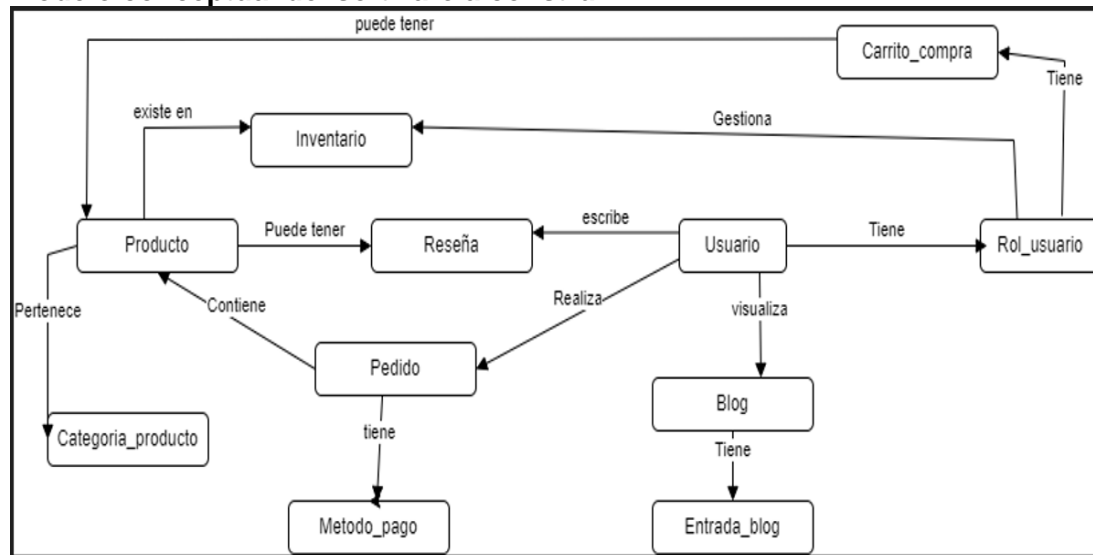 puede tener
Carrito_compra
Tiene
existe en
Inventario
Gestiona
Producto
Puede tener
Reseña
escribe
Usuario
Tiene
Rol_usuario
Pertenece
Contiene
Realiza
visualiza
Pedido
Blog
Categoria_producto
tiene
Tiene
Metodo_pago
Entrada_blog